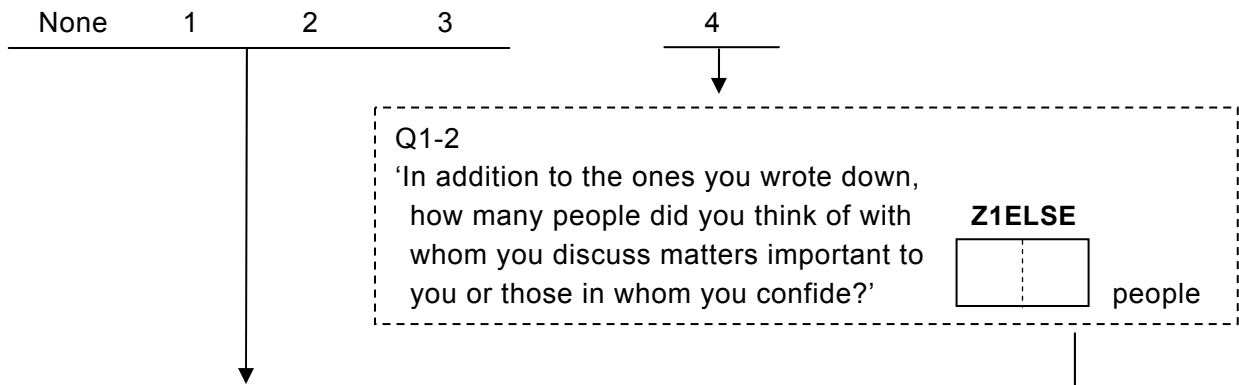 None 1 2 3 4
Q1-2
‘In addition to the ones you wrote down,
how many people did you think of with
whom you discuss matters important to
you or those in whom you confide?’
Z1ELSE
people